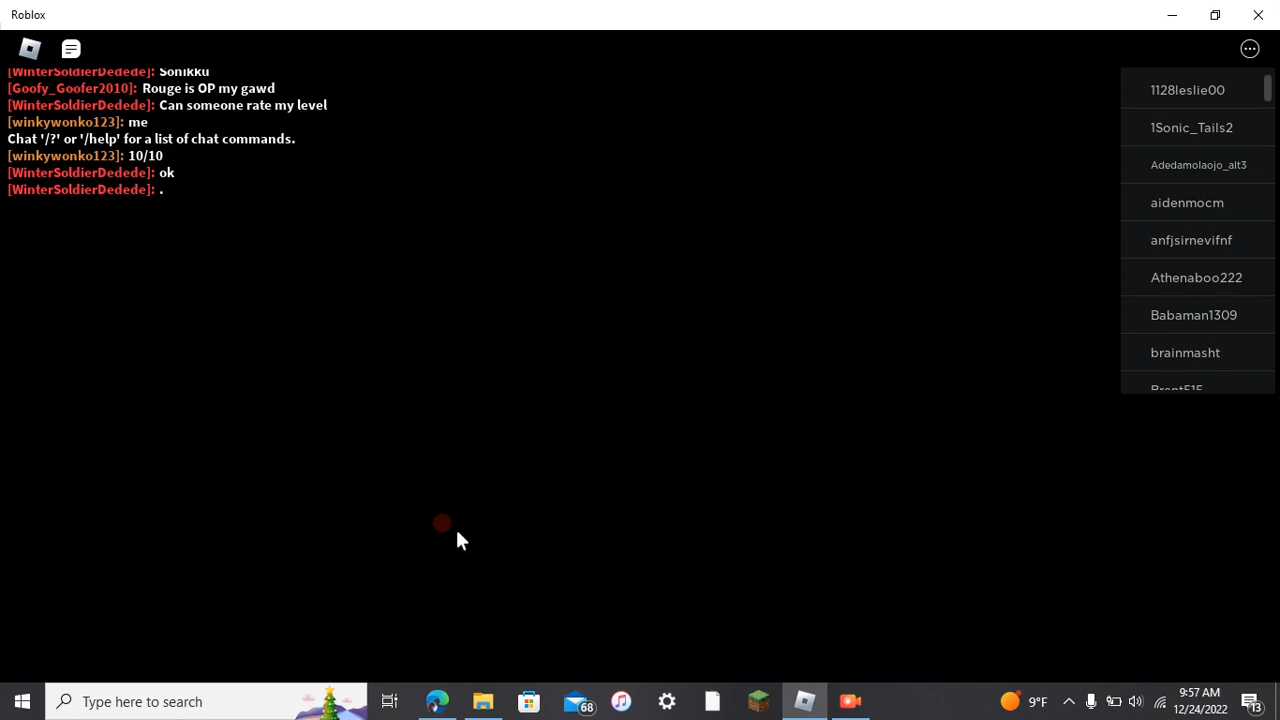 Roblox
[WinterSoldierDedede]: Sonikku
[Goofy_Goofer2010]: Rouge is OP my gawd
[WinterSoldierDedede]: Can someone rate my level
[winkywonko123]: me
Chat '/?' or '/help' for a list of chat commands.
[winkywonko123]: 10/10
[WinterSoldierDedede]: ok
[WinterSoldierDedede]: .
1128leslie00
1Sonic_Tails2
Adedamolaojo_alt3
aidenmocm
anfjsirnevifnf
Athenaboo222
Babaman1309
brainmasht
Brent515
Type here to search
68
9°F
9:57 AM
12/24/2022
13